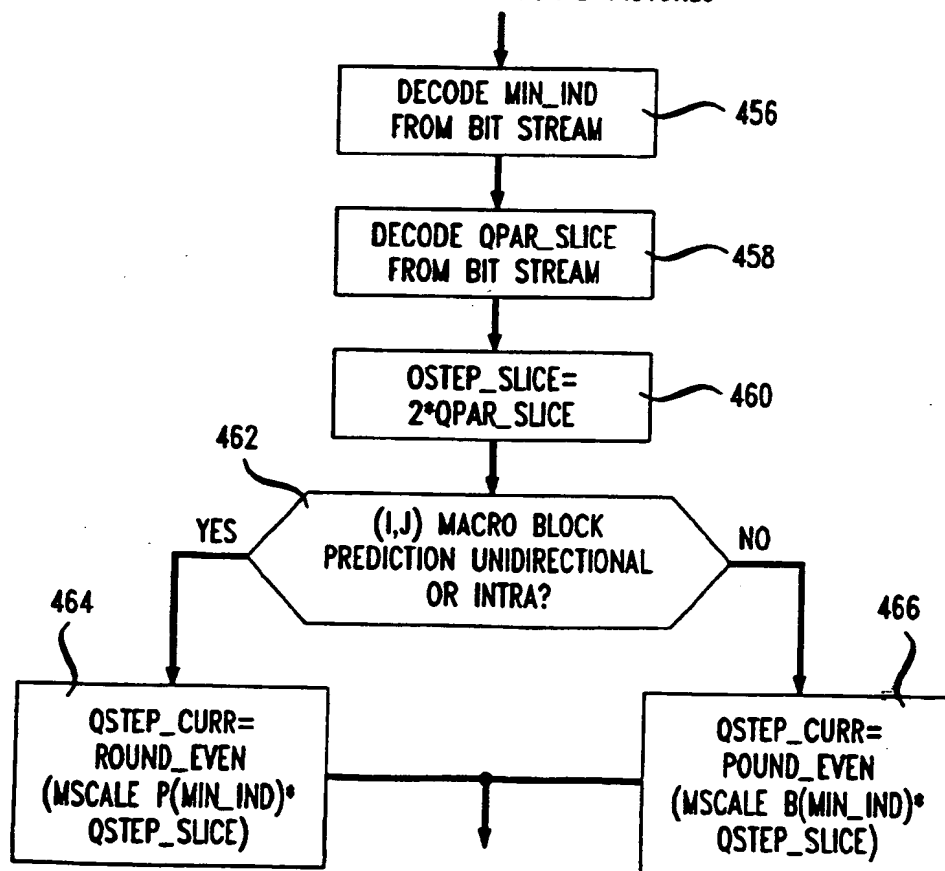 DECODE MIN_IND
FROM BIT STREAM
456
DECODE QPAR_SLICE
FROM BIT STREAM
458
OSTEP_SLICE=
2*QPAR_SLICE
460
462
(I,J) MACRO BLOCK
PREDICTION UNIDIRECTIONAL
OR INTRA?
YES
NO
464
466
QSTEP_CURR=
ROUND_EVEN
(MSCALE P(MIN_IND)*
QSTEP_SLICE)
QSTEP_CURR=
POUND_EVEN
(MSCALE B(MIN_IND)*
QSTEP_SLICE)